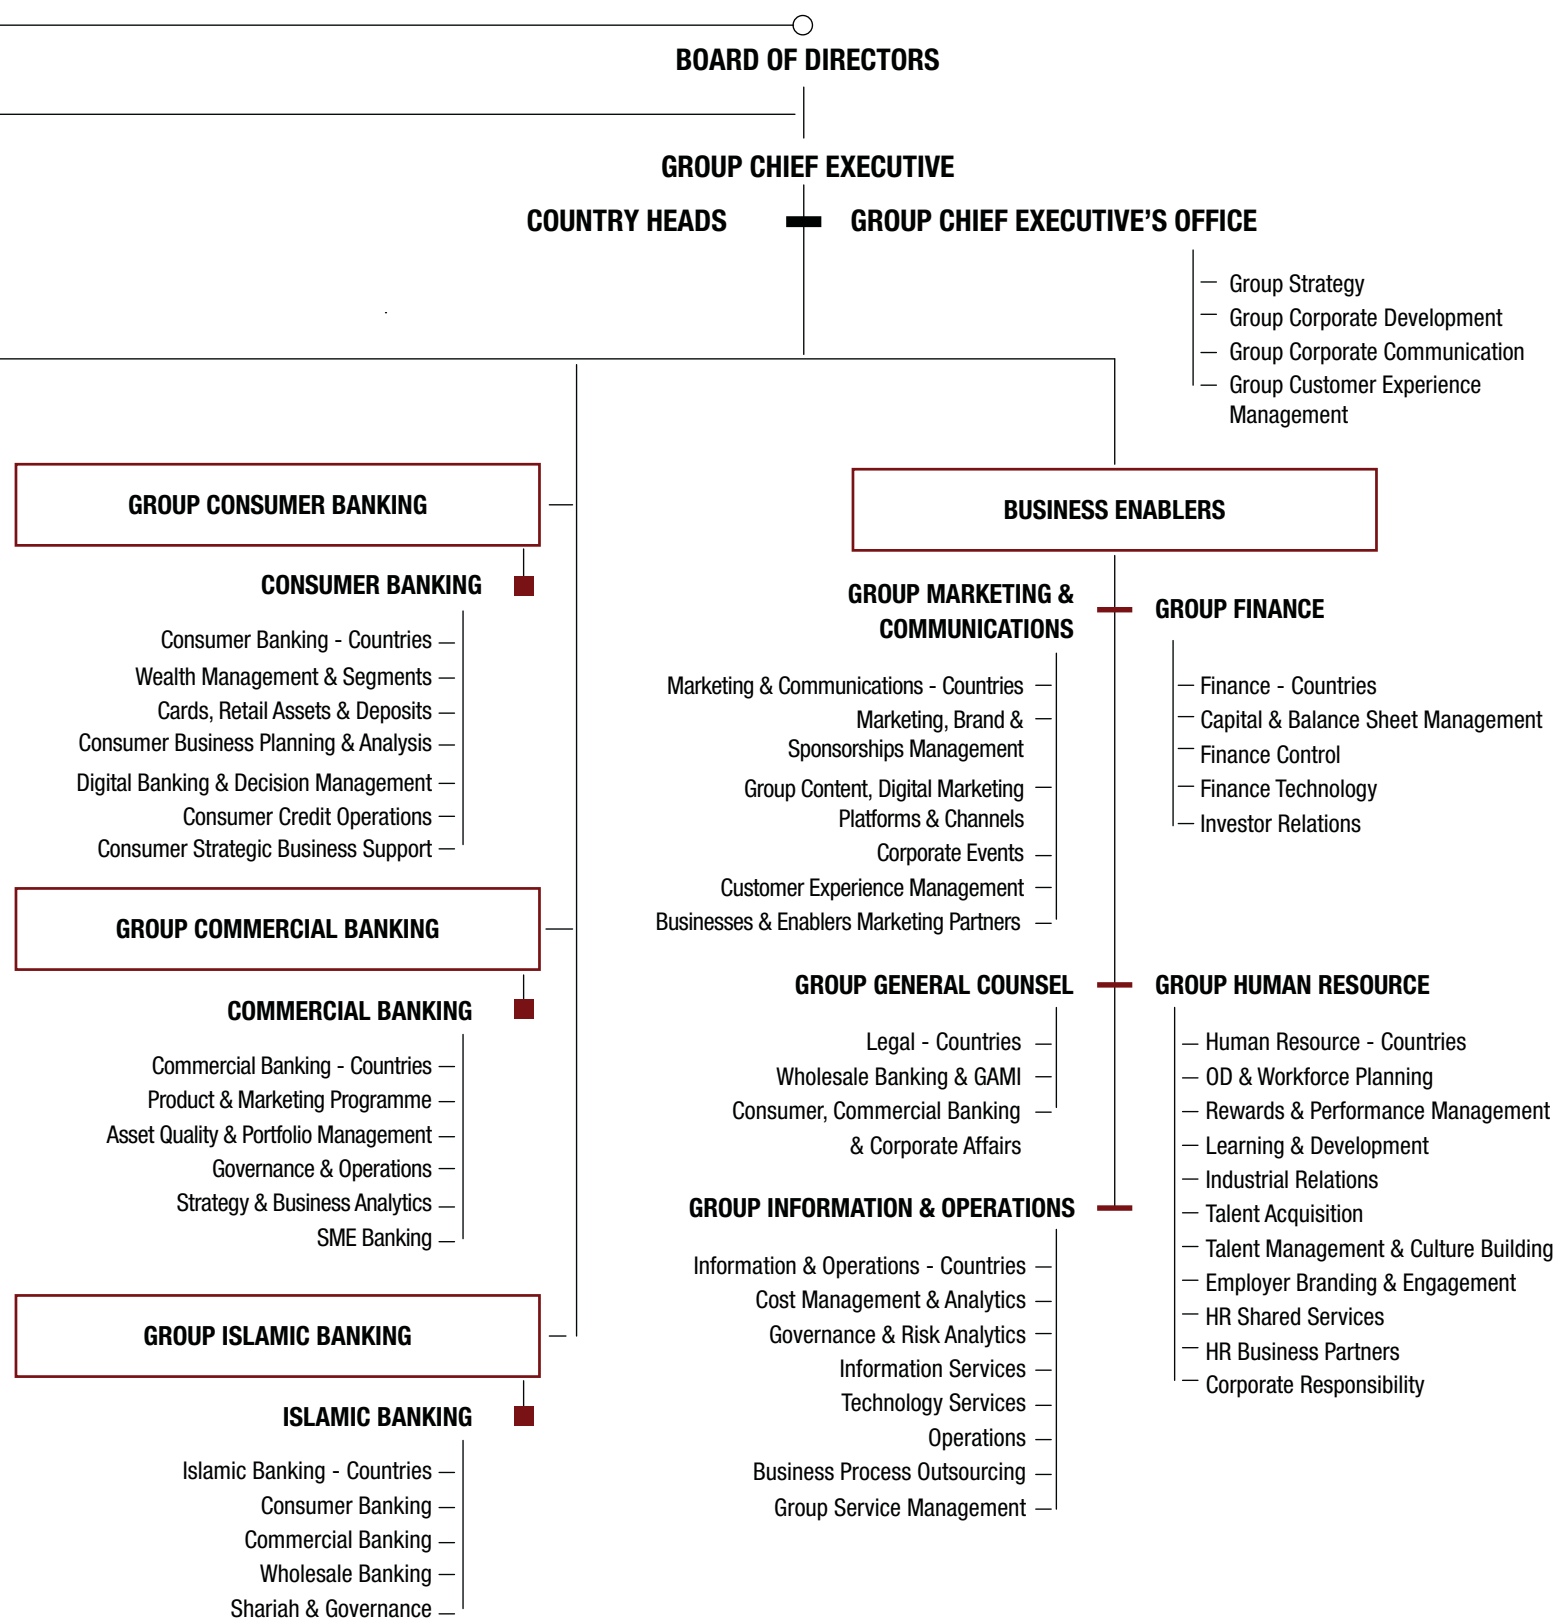 BOARD OF DIRECTORS
GROUP CHIEF EXECUTIVE
COUNTRY HEADS
GROUP CHIEF EXECUTIVE’S OFFICE
Group Strategy
Group Corporate Development
Group Corporate Communication
Group Customer Experience
Management
GROUP CONSUMER BANKING
CONSUMER BANKING
Consumer Banking - Countries
Wealth Management & Segments
Cards, Retail Assets & Deposits
Consumer Business Planning & Analysis
Digital Banking & Decision Management
Consumer Credit Operations
Consumer Strategic Business Support
GROUP COMMERCIAL BANKING
COMMERCIAL BANKING
Commercial Banking - Countries
Product & Marketing Programme
Asset Quality & Portfolio Management
Governance & Operations
Strategy & Business Analytics
SME Banking
GROUP ISLAMIC BANKING
ISLAMIC BANKING
Islamic Banking - Countries
Consumer Banking
Commercial Banking
Wholesale Banking
Shariah & Governance
BUSINESS ENABLERS
GROUP MARKETING &
COMMUNICATIONS
Marketing & Communications - Countries
Marketing, Brand &
Sponsorships Management
Group Content, Digital Marketing
Platforms & Channels
Corporate Events
Customer Experience Management
Businesses & Enablers Marketing Partners
GROUP FINANCE
Finance - Countries
Capital & Balance Sheet Management
Finance Control
Finance Technology
Investor Relations
GROUP GENERAL COUNSEL
Legal - Countries
Wholesale Banking & GAMI
Consumer, Commercial Banking
& Corporate Affairs
GROUP HUMAN RESOURCE
Human Resource - Countries
OD & Workforce Planning
Rewards & Performance Management
Learning & Development
Industrial Relations
Talent Acquisition
Talent Management & Culture Building
Employer Branding & Engagement
HR Shared Services
HR Business Partners
Corporate Responsibility
GROUP INFORMATION & OPERATIONS
Information & Operations - Countries
Cost Management & Analytics
Governance & Risk Analytics
Information Services
Technology Services
Operations
Business Process Outsourcing
Group Service Management